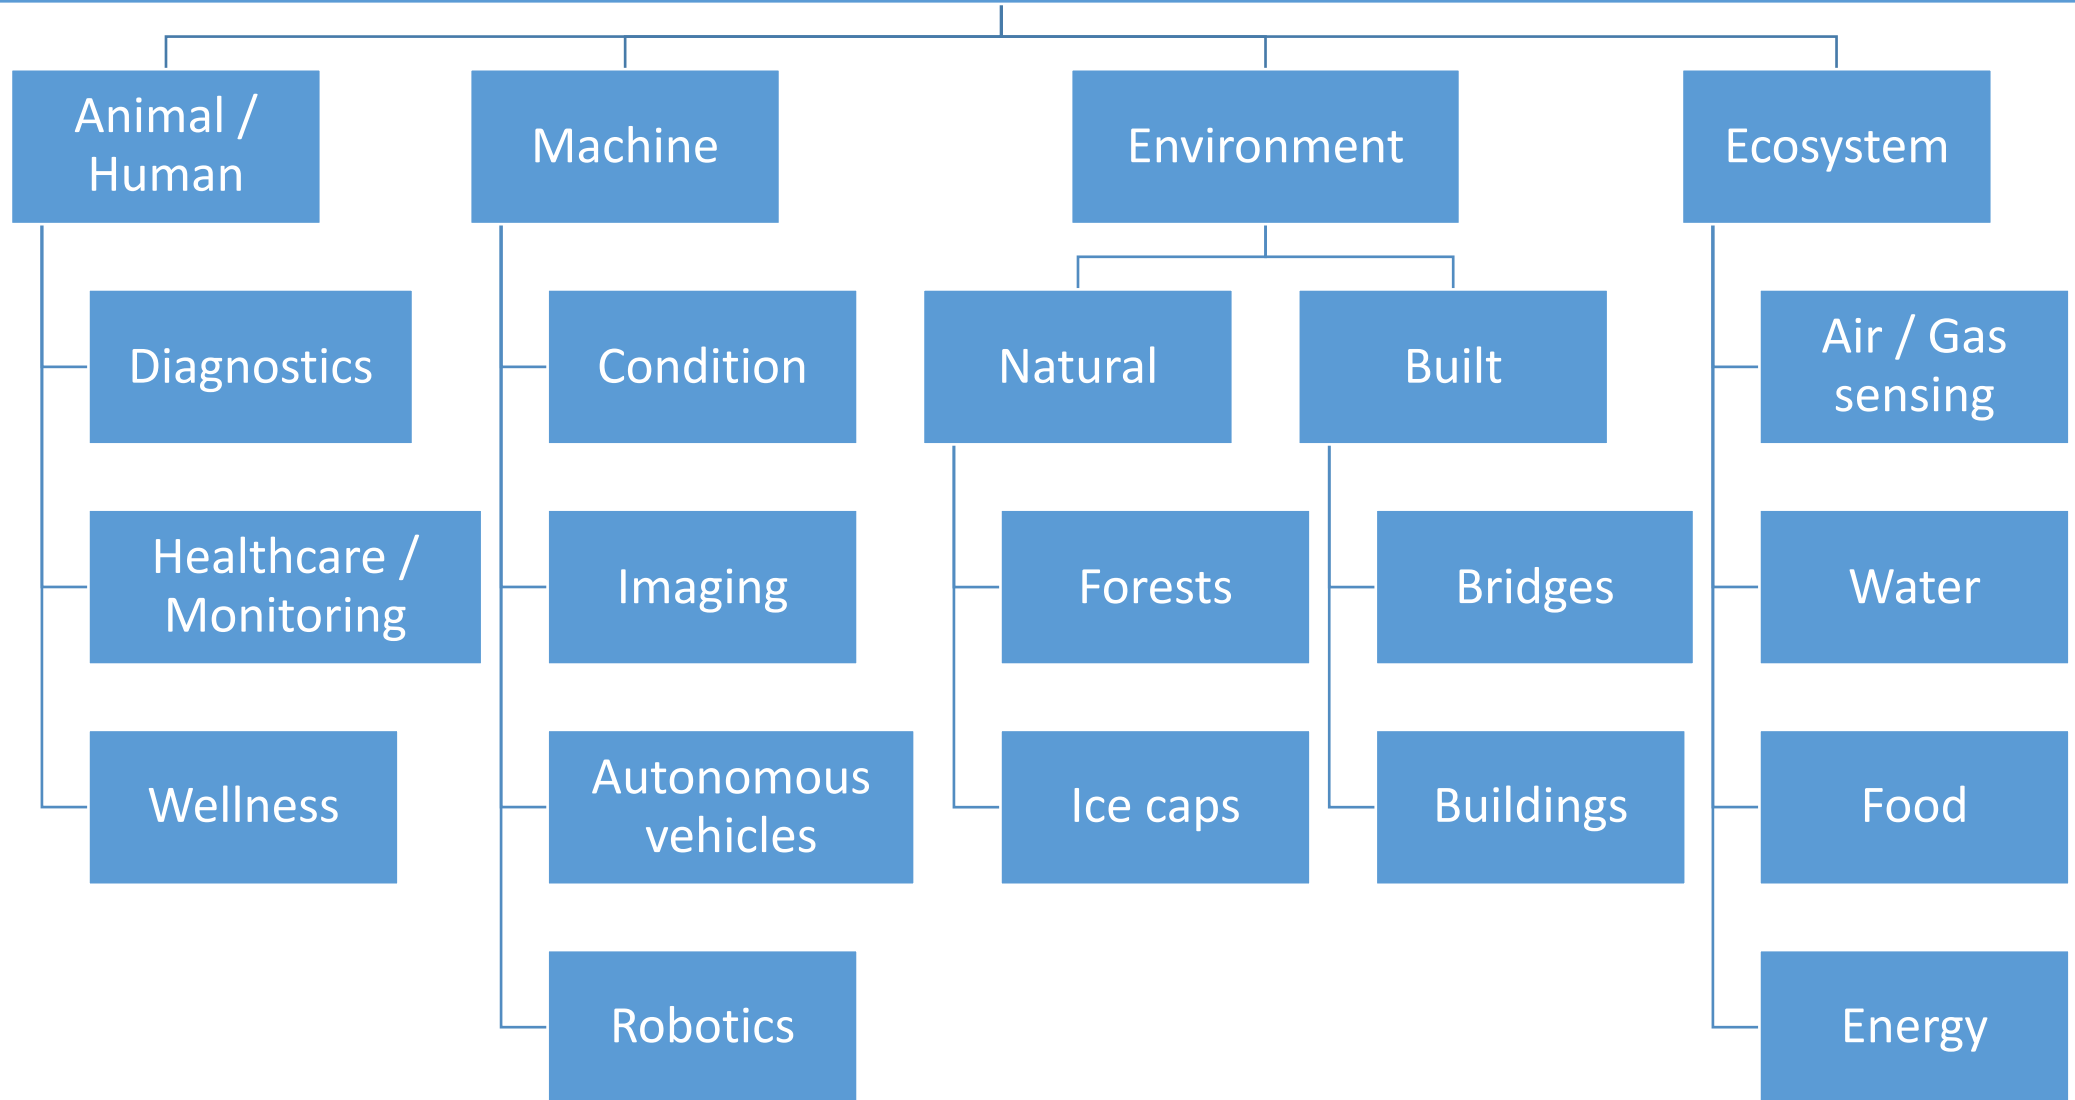 Animal /
Human
Machine
Environment
Ecosystem
Diagnostics
Condition
Natural
Built
Air / Gas
sensing
Healthcare /
Monitoring
Imaging
Forests
Bridges
Water
Wellness
Autonomous
vehicles
Ice caps
Buildings
Food
Robotics
Energy